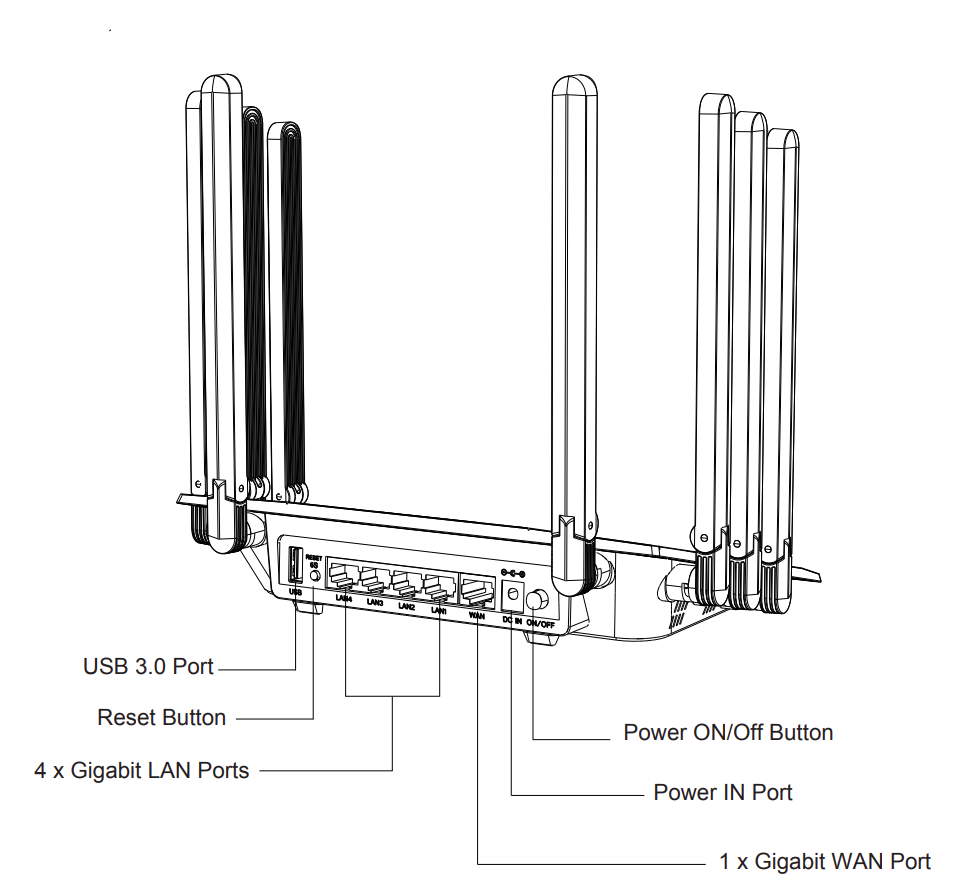 RESET
6S
USB
LAN4
LAN3
LAN2
LAN1
WAN
DC IN
ON/OFF
USB 3.0 Port
Reset Button
4 x Gigabit LAN Ports
Power ON/Off Button
Power IN Port
1 x Gigabit WAN Port